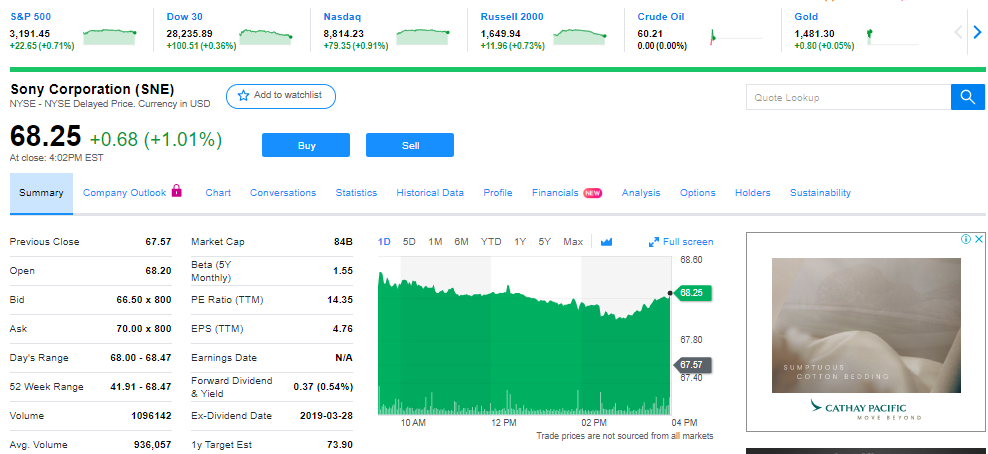 S&P 500
3,191.45
+22.65 (+0.71%)
Dow 30
28,235.89
+100.51 (+0.36%)
Nasdaq
8,814.23
+79.35 (+0.91%)
Russell 2000
1,649.94
+11.96 (+0.73%)
Crude Oil
60.21
0.00 (0.00%)
Gold
1,481.30
+0.80 (+0.05%)
Sony Corporation (SNE)
NYSE - NYSE Delayed Price. Currency in USD
Add to watchlist
Quote Lookup
68.25 +0.68 (+1.01%)
At close: 4:02PM EST
Buy
Sell
Summary Company Outlook Chart Conversations Statistics Historical Data Profile Financials NEW Analysis Options Holders Sustainability
Previous Close 67.57
Open 68.20
Bid 66.50 x 800
Ask 70.00 x 800
Day's Range 68.00 - 68.47
52 Week Range 41.91 - 68.47
Volume 1096142
Avg. Volume 936,057
Market Cap 84B
Beta (5Y
Monthly) 1.55
PE Ratio (TTM) 14.35
EPS (TTM) 4.76
Earnings Date N/A
Forward Dividend
& Yield 0.37 (0.54%)
Ex-Dividend Date 2019-03-28
1y Target Est 73.90
1D 5D 1M 6M YTD 1Y 5Y Max Full screen
68.60
68.25
67.80
67.57
67.40
10 AM 12 PM 02 PM 04 PM
Trade prices are not sourced from all markets
SUMPTUOUS
COTTON BEDDING
CATHAY PACIFIC
MOVE BEYOND